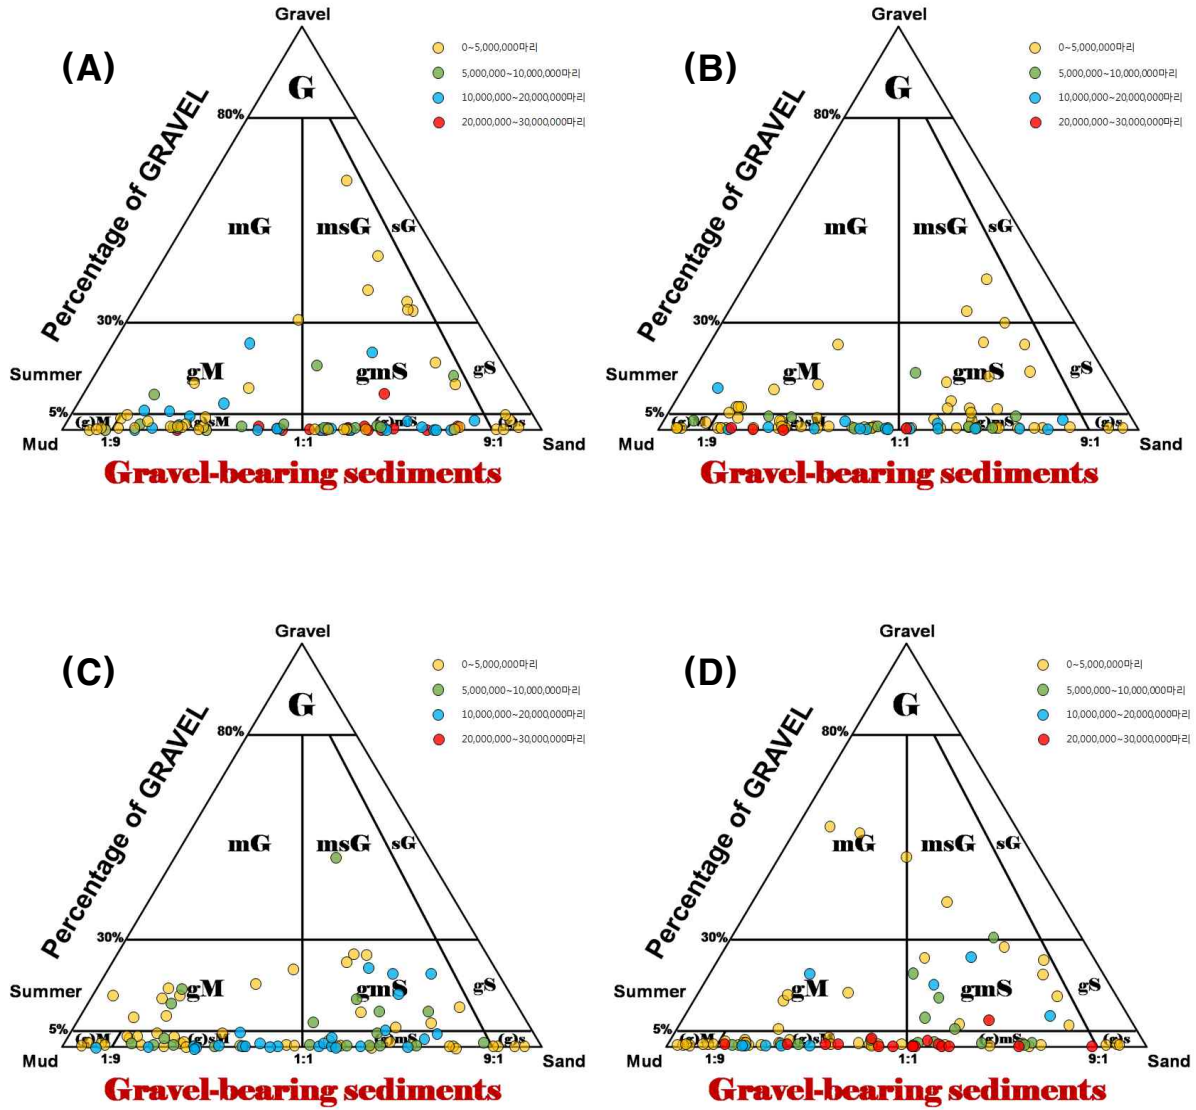 Gravel
(A)
G
0~5,000,000마리
5,000,000~10,000,000마리
10,000,000~20,000,000마리
20,000,000~30,000,000마리
Percentage of GRAVEL
80%
mG
msG
sG
30%
Summer
gM
gmS
gS
5%
(g)M
(g)sM
(g)mS
(g)s
Mud
1:9
1:1
9:1
Sand
Gravel-bearing sediments
Gravel
(B)
G
0~5,000,000마리
5,000,000~10,000,000마리
10,000,000~20,000,000마리
20,000,000~30,000,000마리
Percentage of GRAVEL
80%
mG
msG
sG
30%
Summer
gM
gmS
gS
5%
(g)M
(g)sM
(g)mS
(g)s
Mud
1:9
1:1
9:1
Sand
Gravel-bearing sediments
Gravel
(C)
G
0~5,000,000마리
5,000,000~10,000,000마리
10,000,000~20,000,000마리
20,000,000~30,000,000마리
Percentage of GRAVEL
80%
mG
msG
sG
30%
Summer
gM
gmS
gS
5%
(g)M
(g)sM
(g)mS
(g)s
Mud
1:9
1:1
9:1
Sand
Gravel-bearing sediments
Gravel
(D)
G
0~5,000,000마리
5,000,000~10,000,000마리
10,000,000~20,000,000마리
20,000,000~30,000,000마리
Percentage of GRAVEL
80%
mG
msG
sG
30%
Summer
gM
gmS
gS
5%
(g)M
(g)sM
(g)mS
(g)s
Mud
1:9
1:1
9:1
Sand
Gravel-bearing sediments